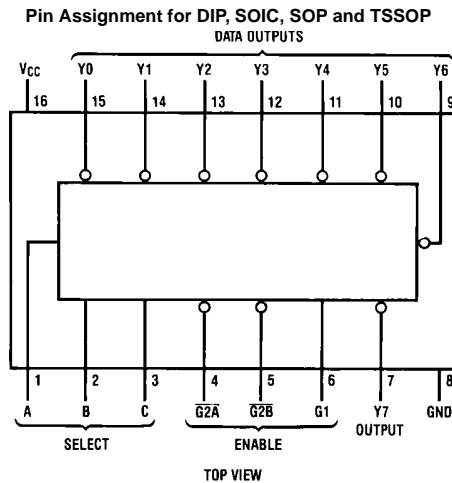 Pin Assignment for DIP, SOIC, SOP and TSSOP
DATA OUTPUTS
VCC Y0 Y1 Y2 Y3 Y4 Y5 Y6
16 15 14 13 12 11 10 9
1 2 3 4 5 6 7 8
A B C G2A G2B G1 Y7 GND
SELECT ENABLE OUTPUT
TOP VIEW